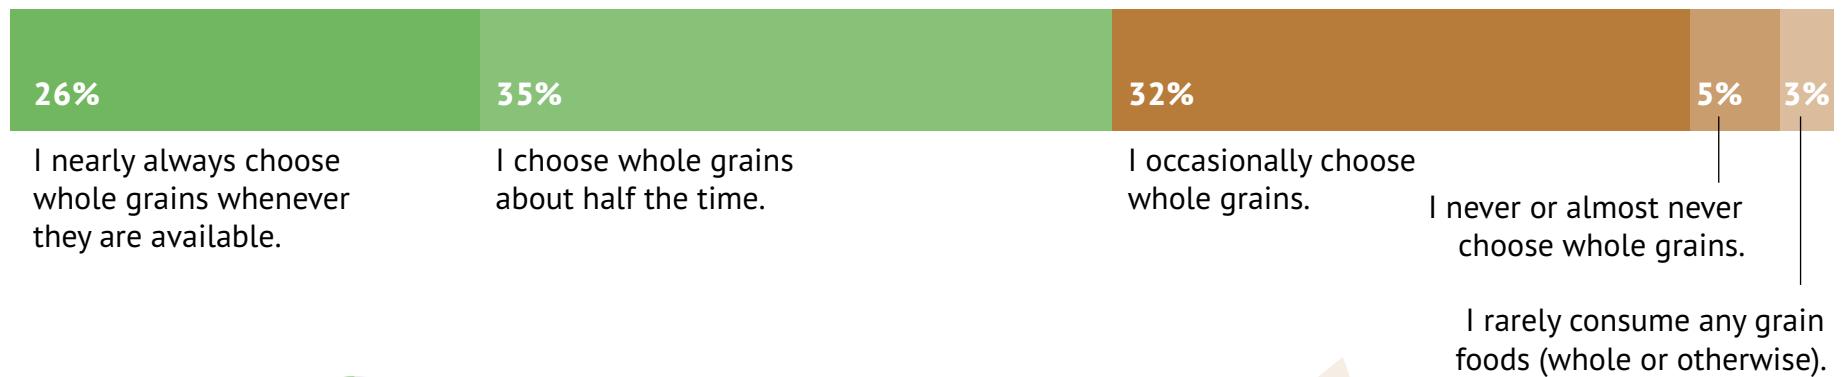 26%
35%
32%
5%
3%
I nearly always choose
whole grains whenever
they are available.
I choose whole grains
about half the time.
I occasionally choose
whole grains.
I never or almost never
choose whole grains.
I rarely consume any grain
foods (whole or otherwise).